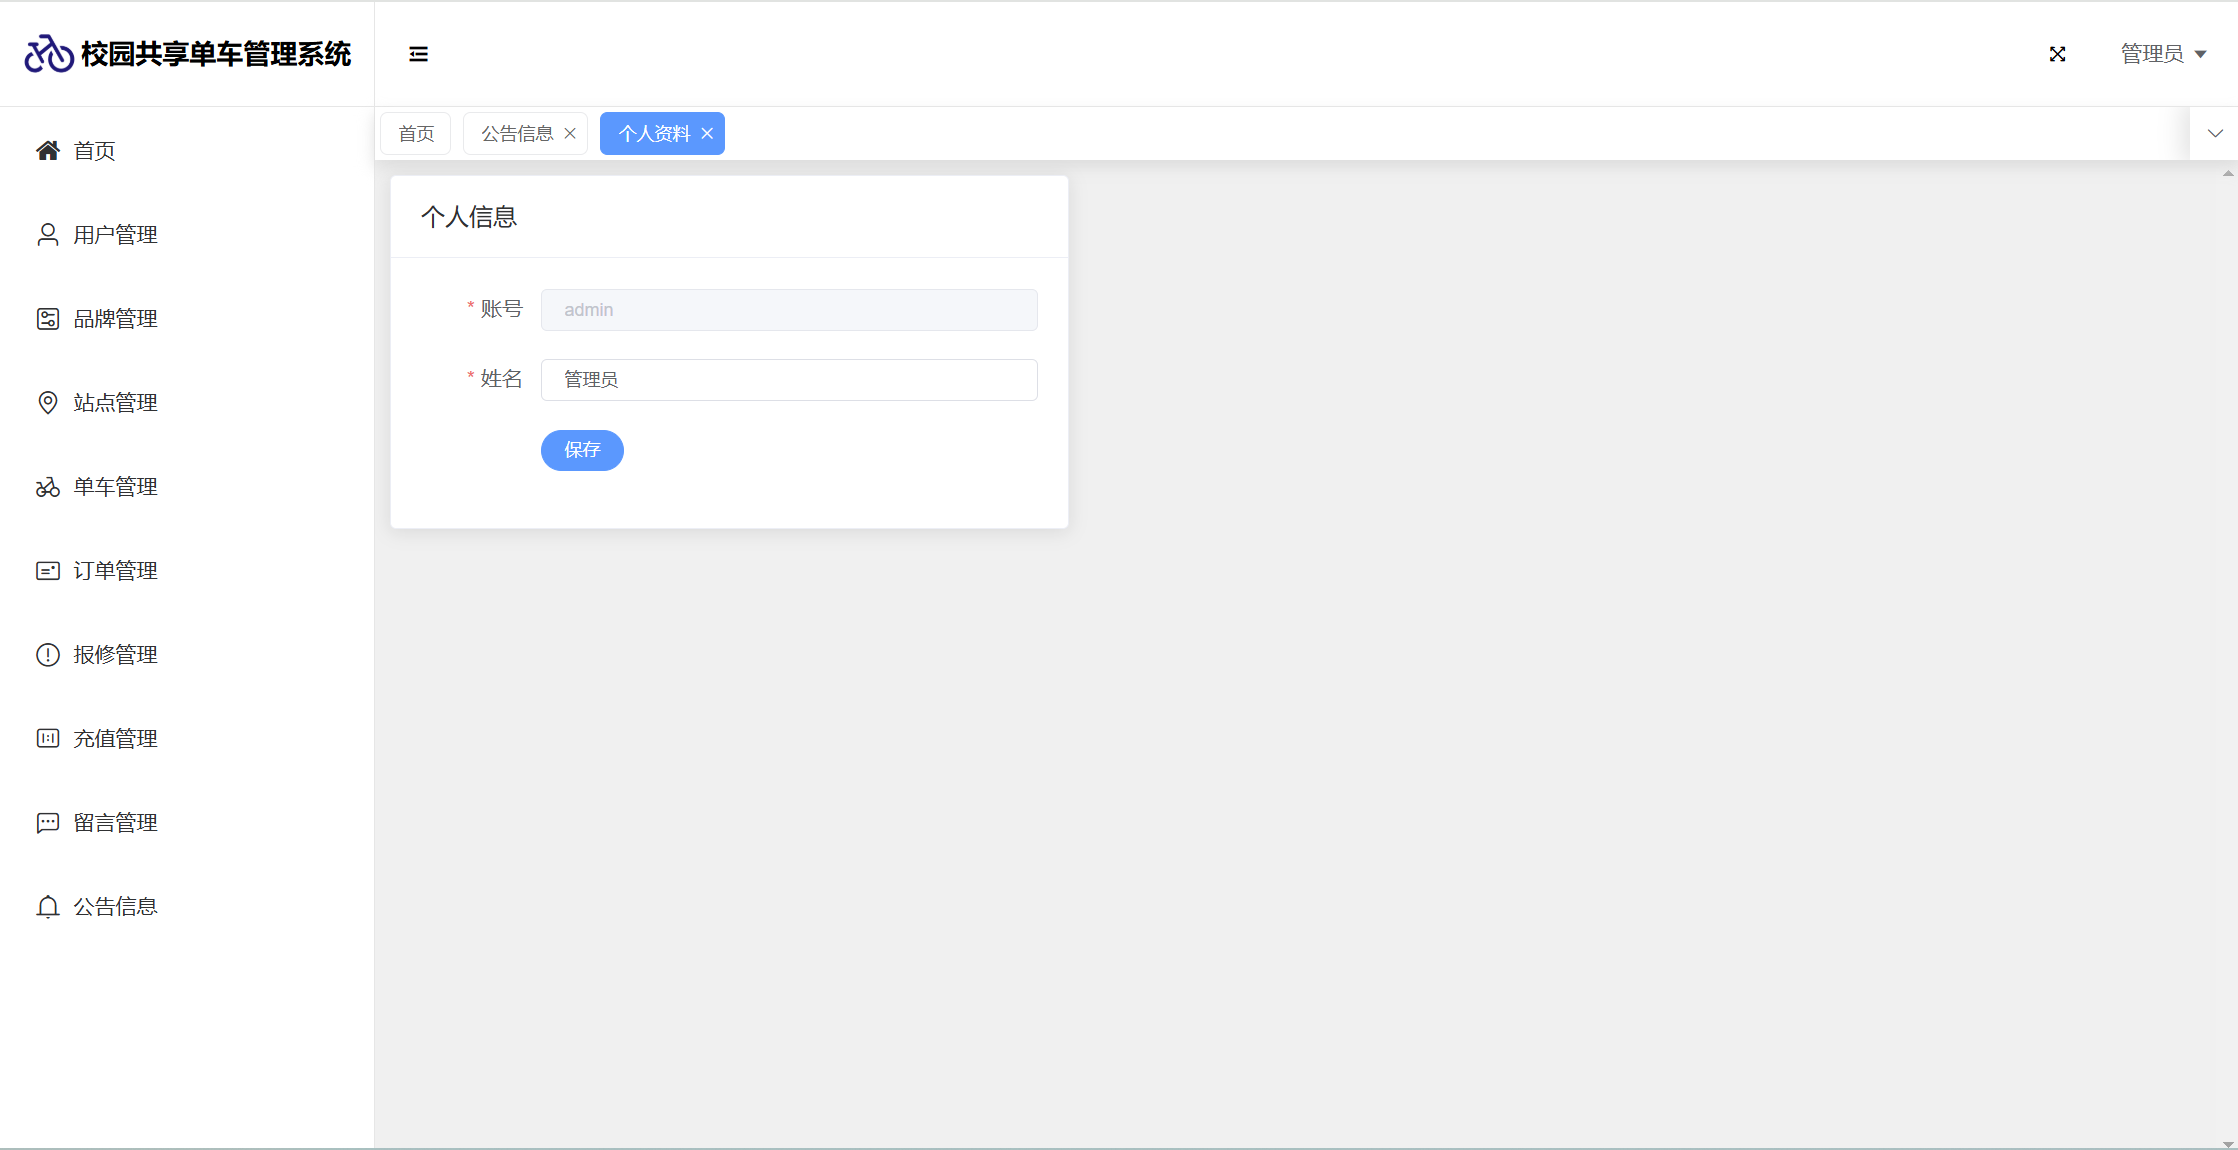 校园共享单车管理系统
管理员
首页
公告信息
个人资料
首页
用户管理
品牌管理
站点管理
单车管理
订单管理
报修管理
充值管理
留言管理
公告信息
个人信息
* 账号 admin
* 姓名 管理员
保存